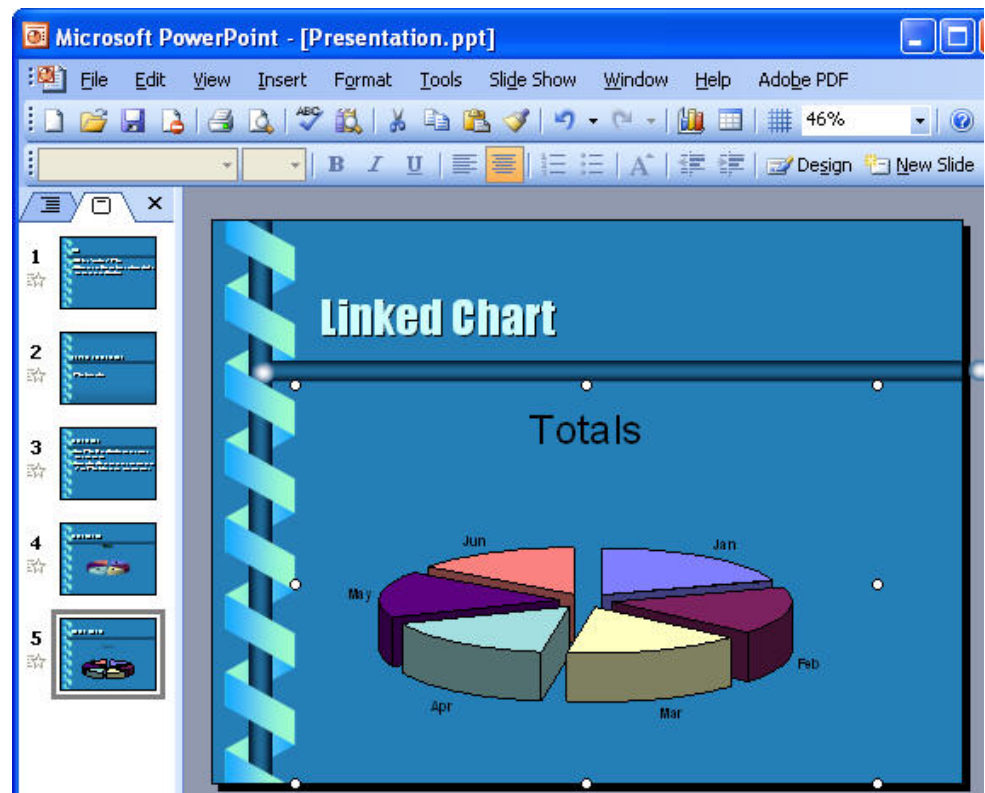 Microsoft PowerPoint - [Presentation.ppt]
File Edit View Insert Format Tools Slide Show Window Help Adobe PDF
ABC 46%
B I U A Design New Slide
1
2
3
4
5
Linked Chart
Totals
Jun
Jan
May
Feb
Apr
Mar